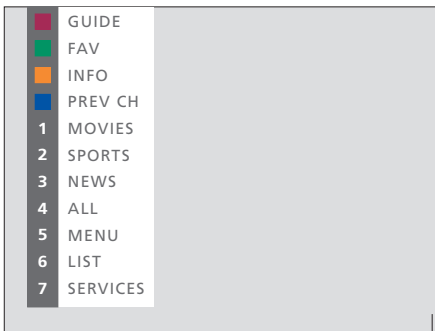 GUIDE
FAV
INFO
PREV CH
1 MOVIES
2 SPORTS
3 NEWS
4 ALL
5 MENU
6 LIST
7 SERVICES